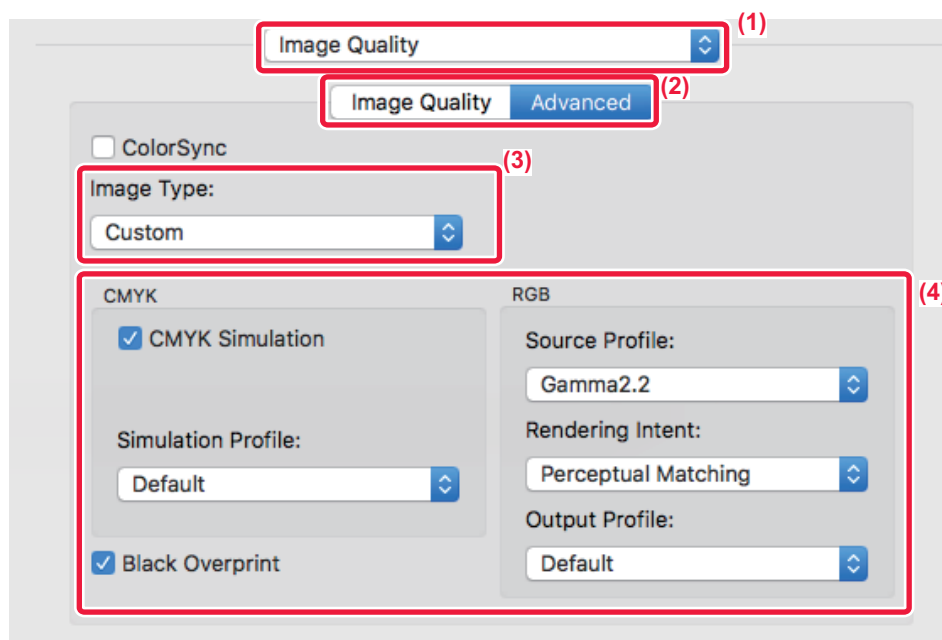 (1)
Image Quality
(2)
Image Quality Advanced
ColorSync
(3)
Image Type:
Custom
(4)
CMYK
CMYK Simulation
Simulation Profile:
Default
Black Overprint
RGB
Source Profile:
Gamma2.2
Rendering Intent:
Perceptual Matching
Output Profile:
Default